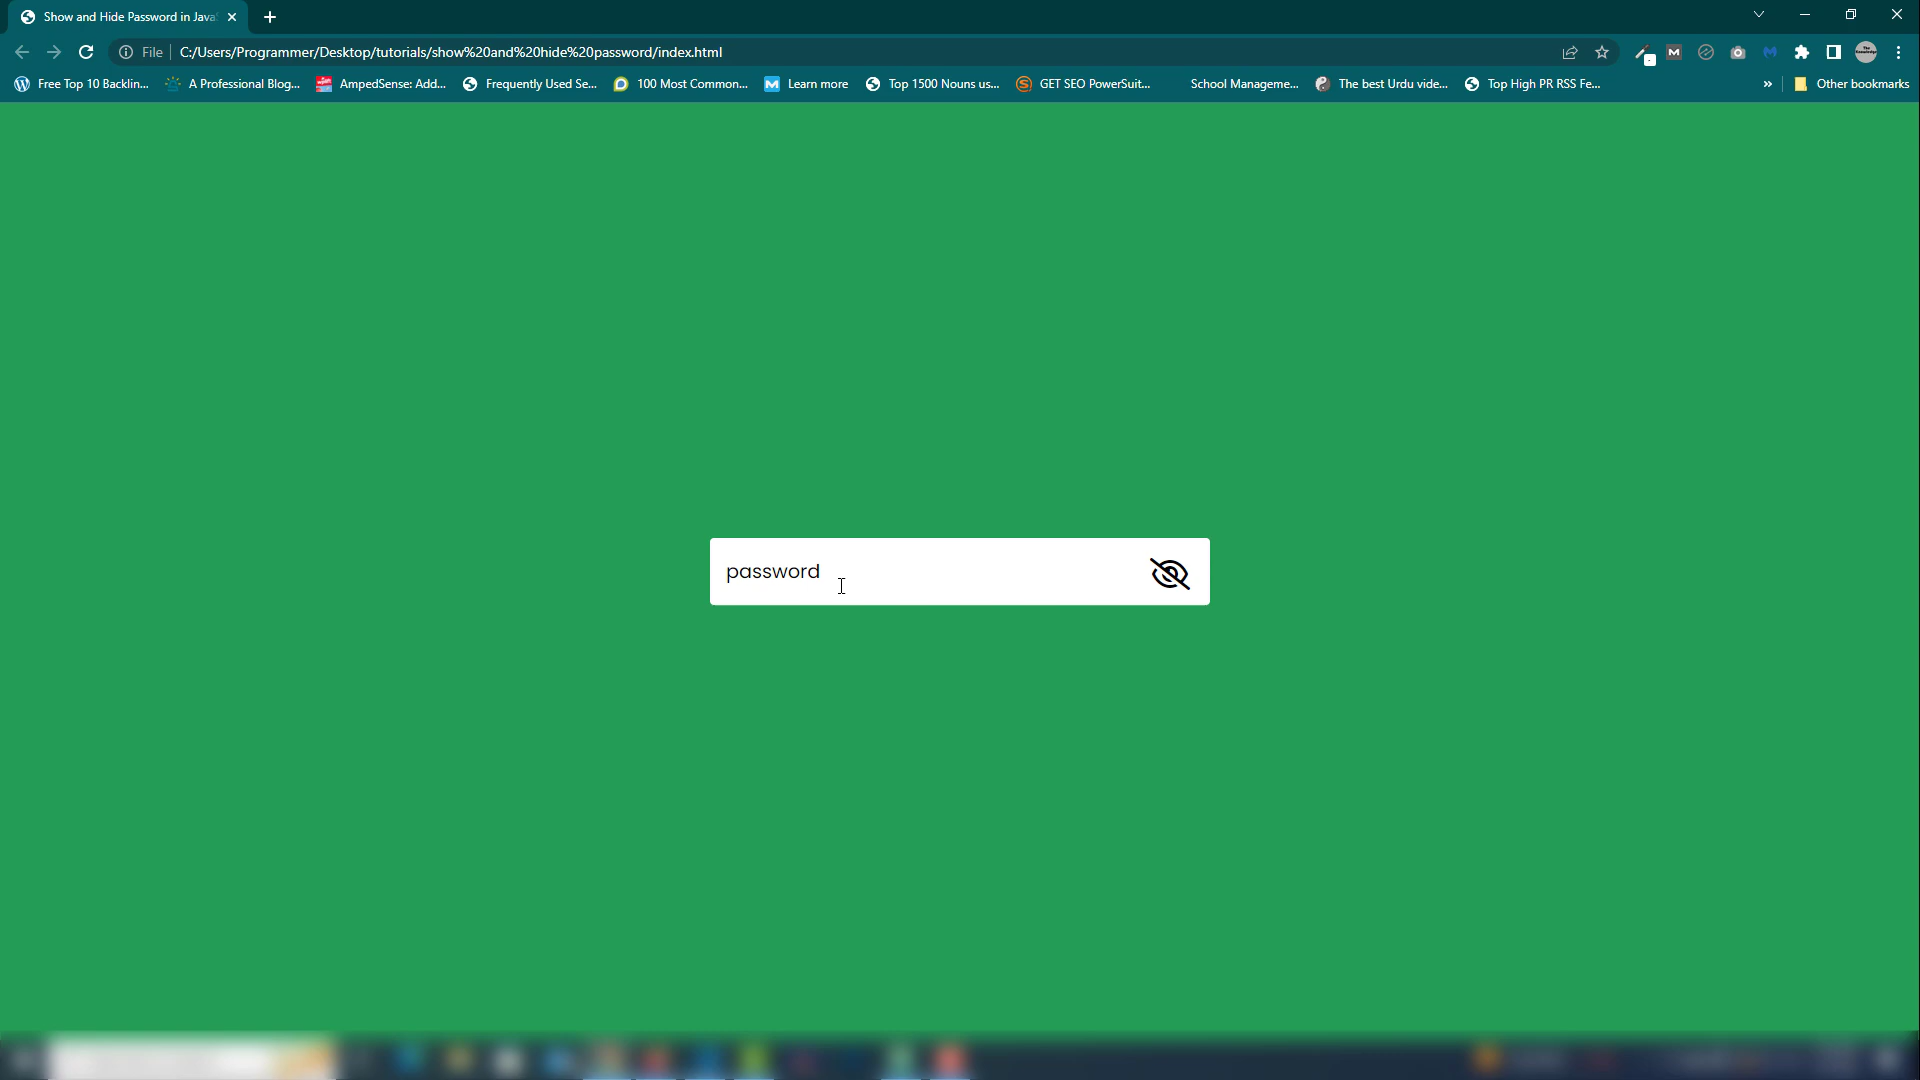 Show and Hide Password in Java
File C:/Users/Programmer/Desktop/tutorials/show%20and%20hide%20password/index.html
Free Top 10 Backlin... A Professional Blog... AmpedSense: Add... Frequently Used Se... 100 Most Common... Learn more Top 1500 Nouns us... GET SEO PowerSuit... School Manageme... The best Urdu vide... Top High PR RSS Fe... » Other bookmarks
password